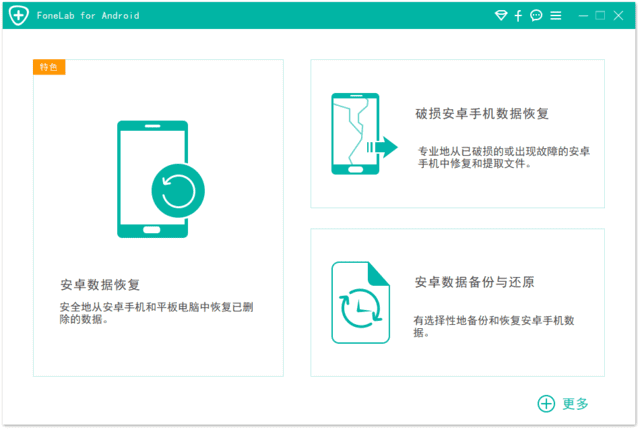 FoneLab for Android
特色
安卓数据恢复
安全地从安卓手机和平板电脑中恢复已删
除的数据。
破损安卓手机数据恢复
专业地从已破损的或出现故障的安卓
手机中修复和提取文件。
安卓数据备份与还原
有选择性地备份和恢复安卓手机数
据。
更多